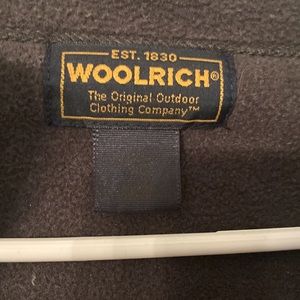 EST. 1830
WOOLRICH®
The Original Outdoor
Clothing Company™